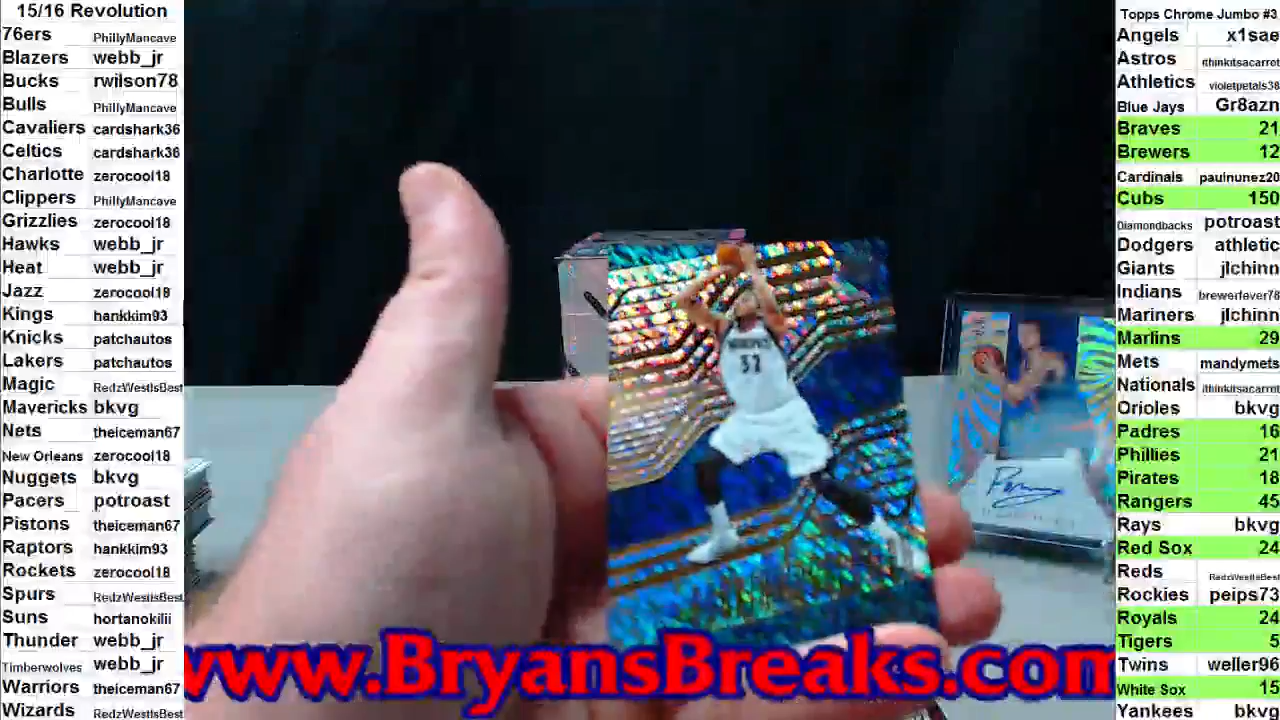 15/16 Revolution
76ers PhillyMancave
Blazers webb_jr
Bucks rwilson78
Bulls PhillyMancave
Cavaliers cardshark36
Celtics cardshark36
Charlotte zerocool18
Clippers PhillyMancave
Grizzlies zerocool18
Hawks webb_jr
Heat webb_jr
Jazz zerocool18
Kings hankkim93
Knicks patchautos
Lakers patchautos
Magic RedzWestIsBest
Mavericks bkvg
Nets theiceman67
New Orleans zerocool18
Nuggets bkvg
Pacers potroast
Pistons theiceman67
Raptors hankkim93
Rockets zerocool18
Spurs RedzWestIsBest
Suns hortanokilii
Thunder webb_jr
Timberwolves webb_jr
Warriors theiceman67
Wizards RedzWestIsBest
32
www.BryansBreaks.com
Topps Chrome Jumbo #3
Angels x1sae
Astros ithinkitsacarrot
Athletics violetpetals38
Blue Jays Gr8azn
Braves 21
Brewers 12
Cardinals paulnunez20
Cubs 150
Diamondbacks potroast
Dodgers athletic
Giants jlchinn
Indians brewerfever78
Mariners jlchinn
Marlins 29
Mets mandymets
Nationals ithinkitsacarrot
Orioles bkvg
Padres 16
Phillies 21
Pirates 18
Rangers 45
Rays bkvg
Red Sox 24
Reds RedzWestIsBest
Rockies peips73
Royals 24
Tigers 5
Twins weller96
White Sox 15
Yankees bkvg